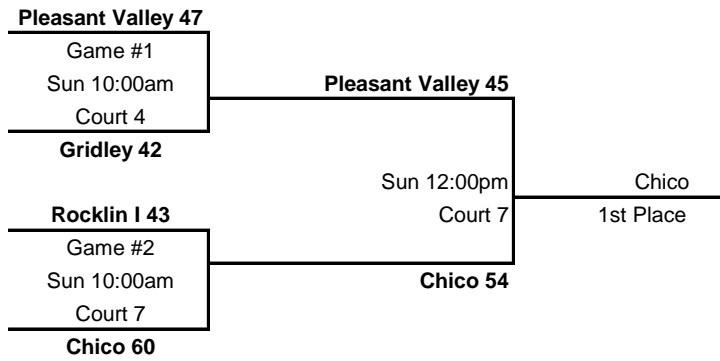 Pleasant Valley 47
Game #1
Sun 10:00am
Court 4
Gridley 42
Pleasant Valley 45
Sun 12:00pm
Court 7
Chico
1st Place
Rocklin I 43
Game #2
Sun 10:00am
Court 7
Chico 60
Chico 54